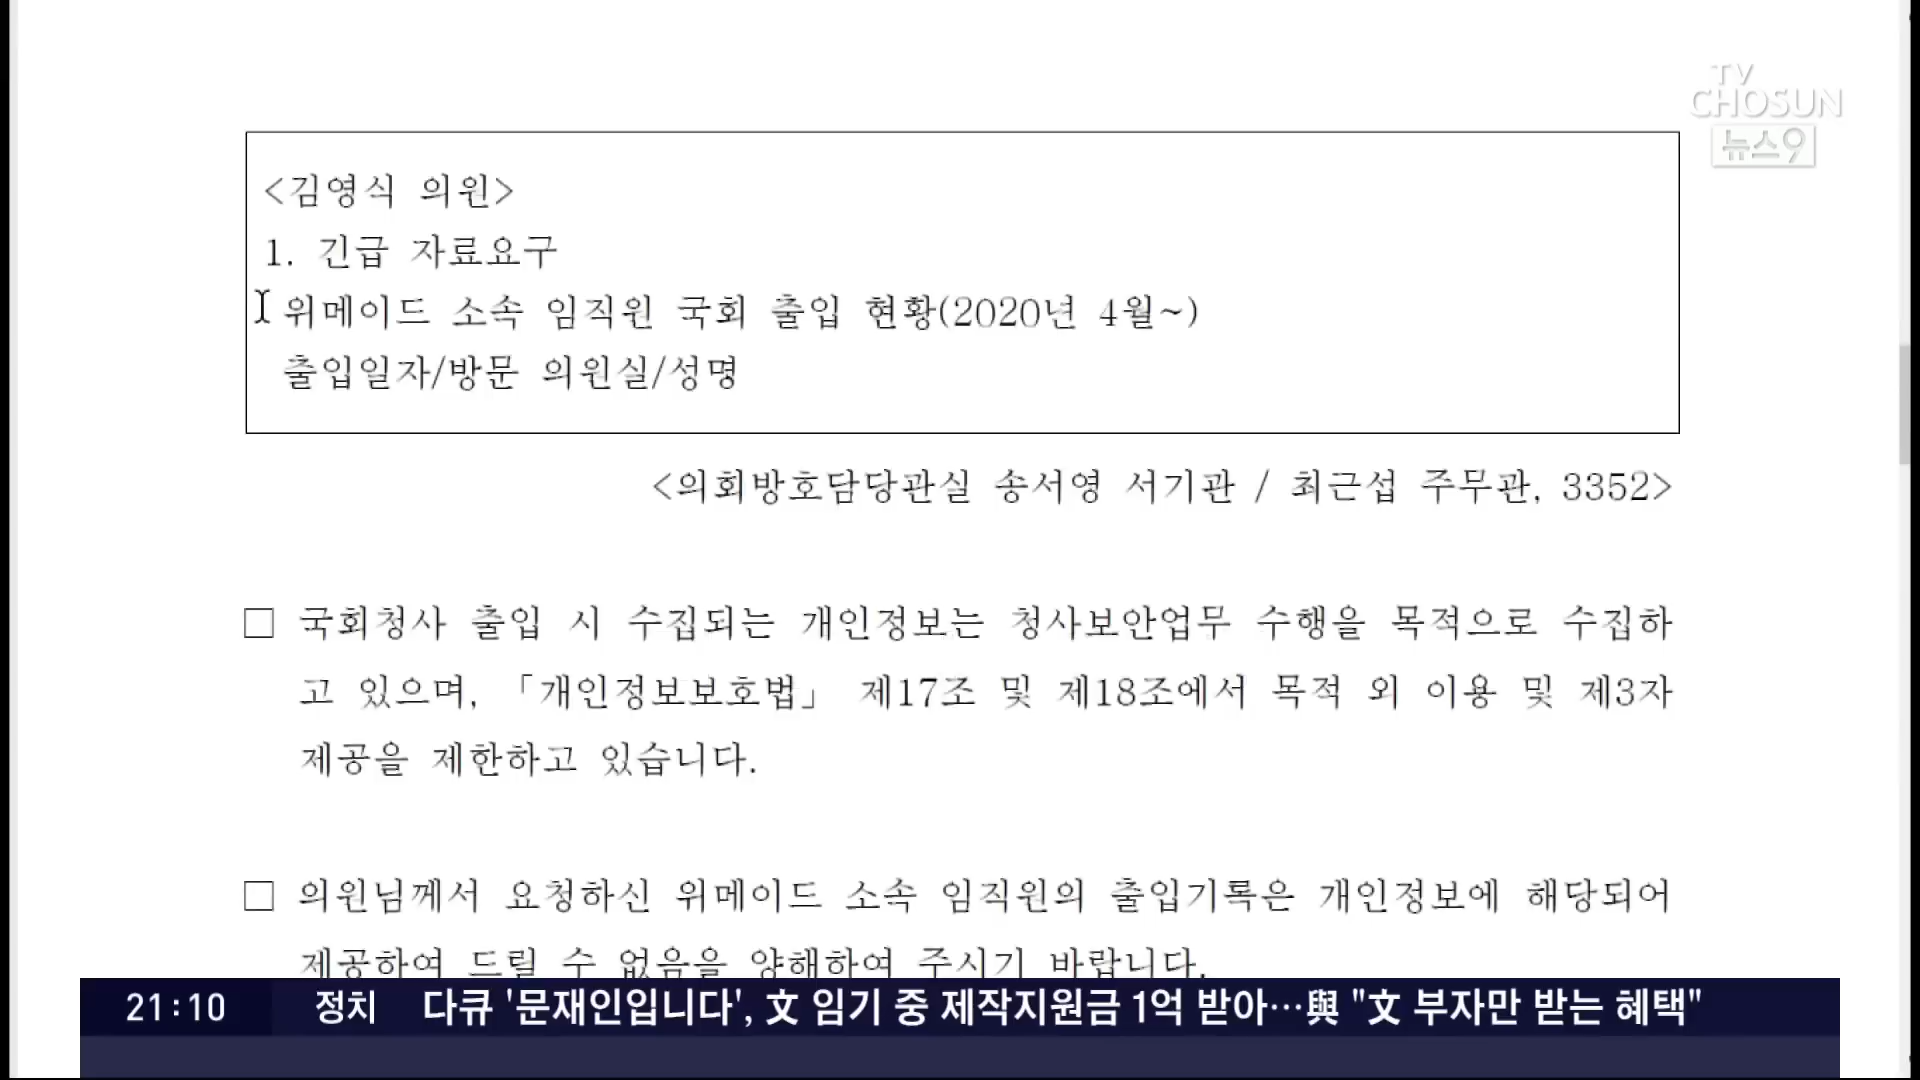 TV
CHOSUN
뉴스9
<김영식 의원>
1. 긴급 자료요구
위메이드 소속 임직원 국회 출입 현황(2020년 4월~)
출입일자/방문 의원실/성명
<의회방호담당관실 송서영 서기관 / 최근섭 주무관, 3352>
□ 국회청사 출입 시 수집되는 개인정보는 청사보안업무 수행을 목적으로 수집하
고 있으며, 「개인정보보호법」 제17조 및 제18조에서 목적 외 이용 및 제3자
제공을 제한하고 있습니다.
□ 의원님께서 요청하신 위메이드 소속 임직원의 출입기록은 개인정보에 해당되어
제공하여 드릴 수 없음을 양해하여 주시기 바랍니다.
21:10 정치 다큐 '문재인입니다', 文 임기 중 제작지원금 1억 받아…與 "文 부자만 받는 혜택"